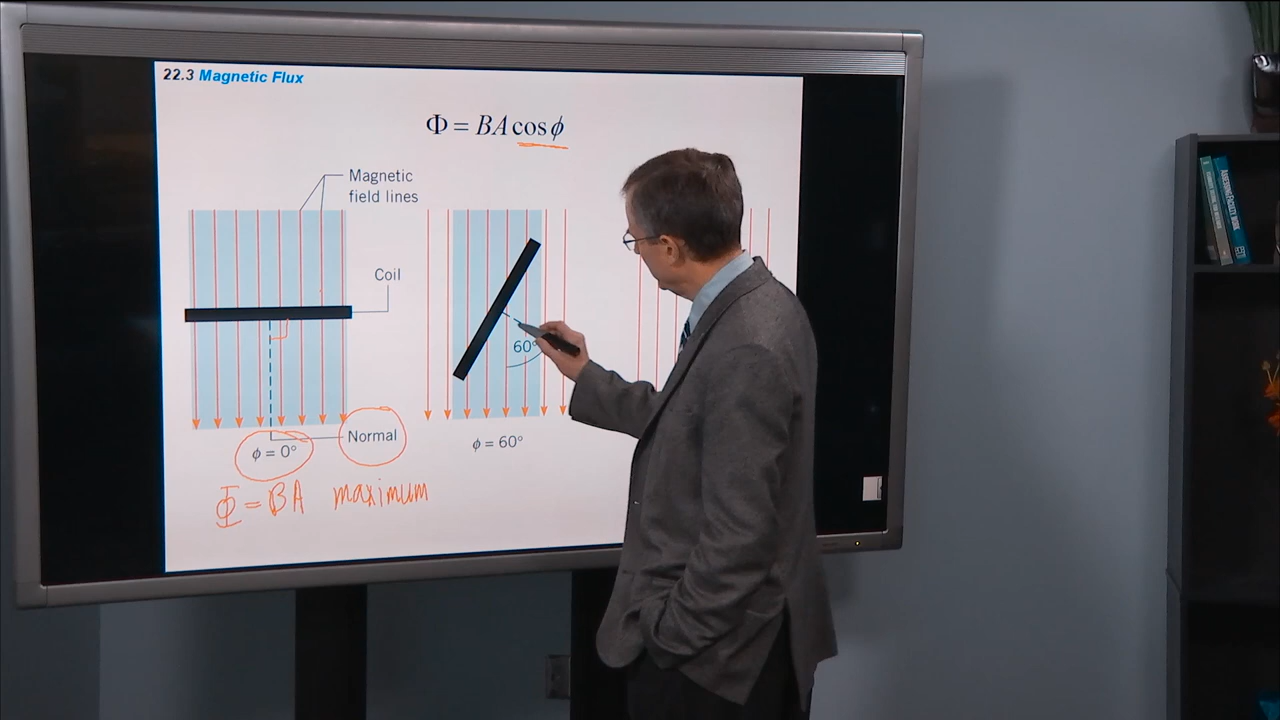 22.3 Magnetic Flux
Φ = BA cos ϕ
Magnetic
field lines
Coil
60°
Normal
ϕ = 0°
ϕ = 60°
Φ = BA maximum